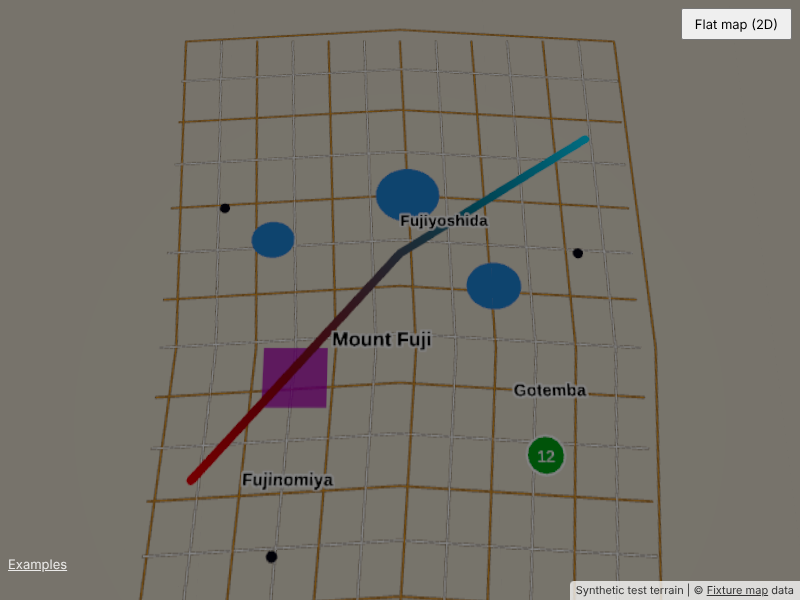 Flat map (2D)
Fujiyoshida
Mount Fuji
Gotemba
12
Fujinomiya
Examples
Synthetic test terrain | © Fixture map data